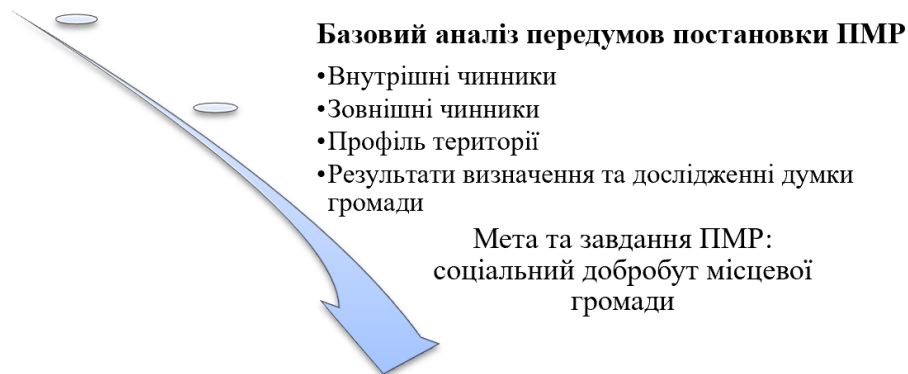 Базовий аналіз передумов постановки ПМР
•Внутрішні чинники
•Зовнішні чинники
•Профіль території
•Результати визначення та дослідженні думки
громади
Мета та завдання ПМР:
соціальний добробут місцевої
громади